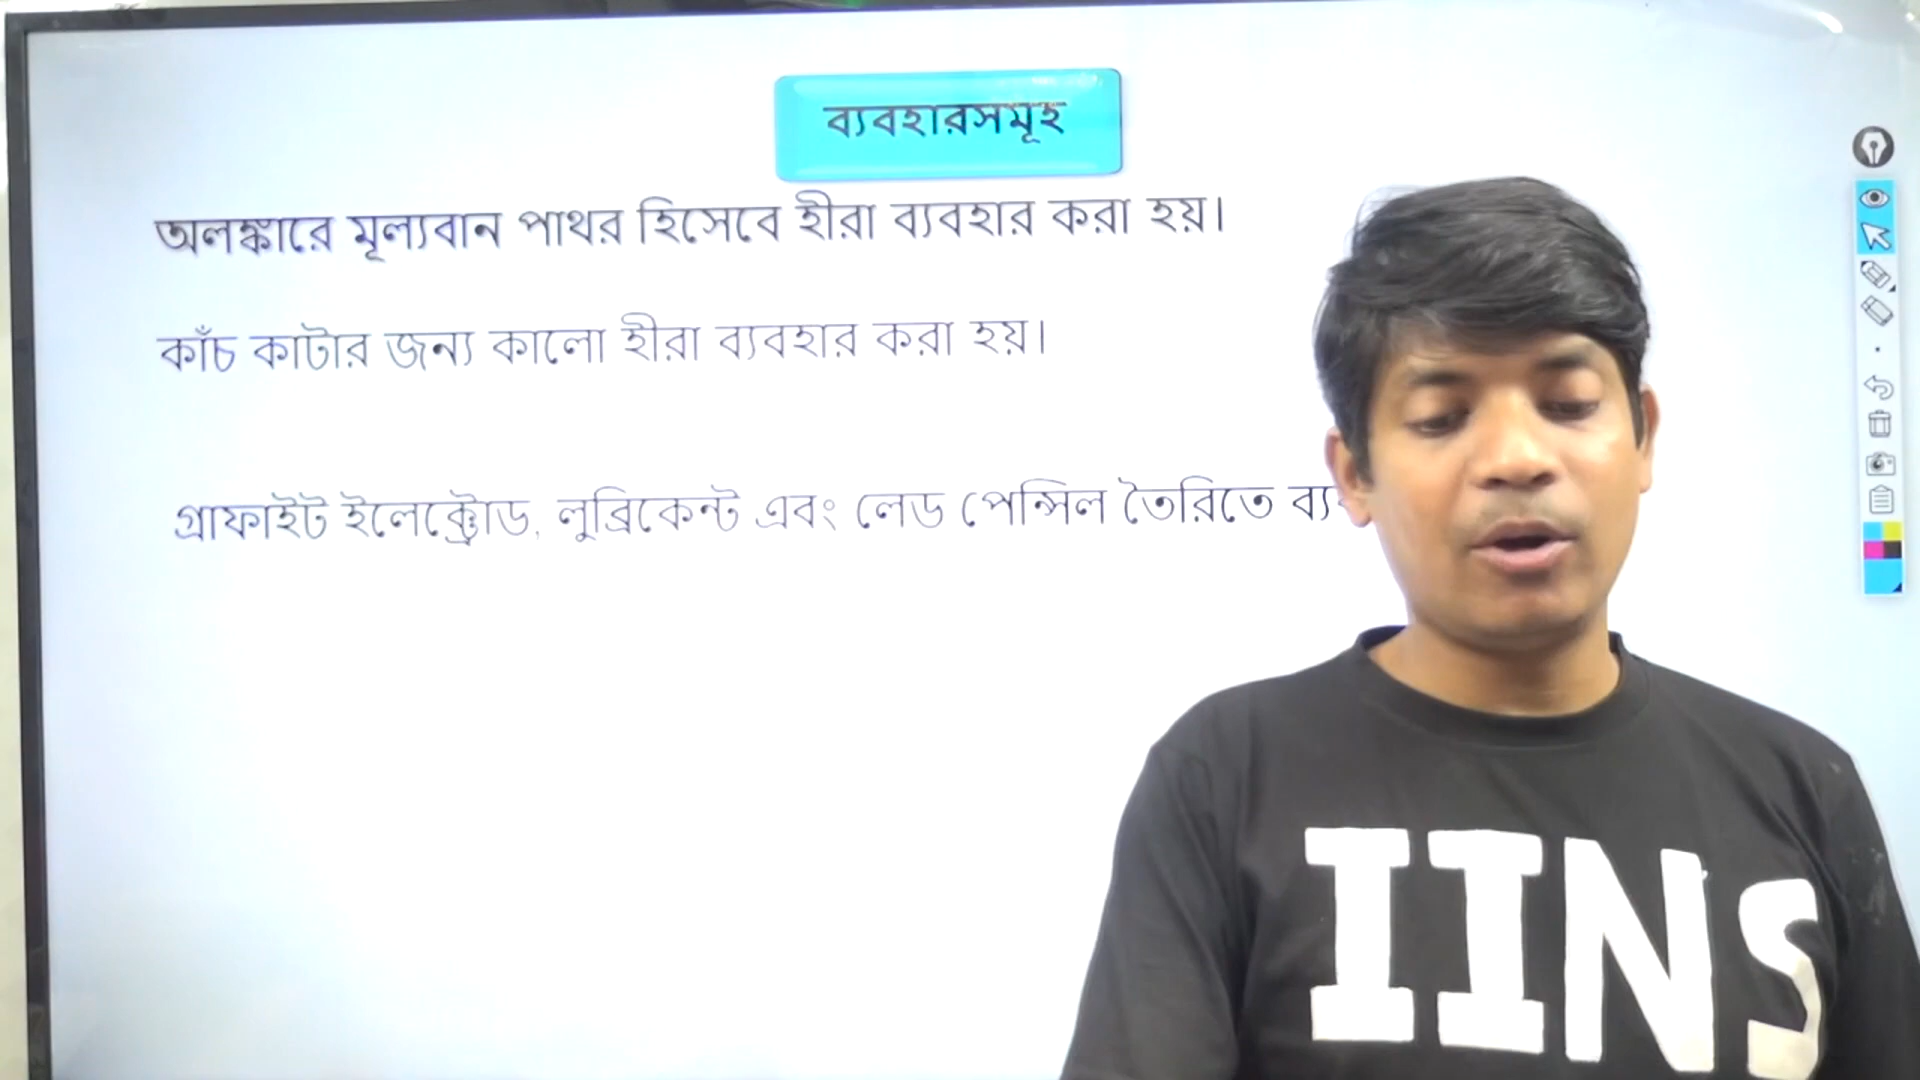 ব্যবহারসমূহ
অলঙ্কারে মূল্যবান পাথর হিসেবে হীরা ব্যবহার করা হয়।
কাঁচ কাটার জন্য কালো হীরা ব্যবহার করা হয়।
গ্রাফাইট ইলেক্ট্রোড, লুব্রিকেন্ট এবং লেড পেন্সিল তৈরিতে
IINS